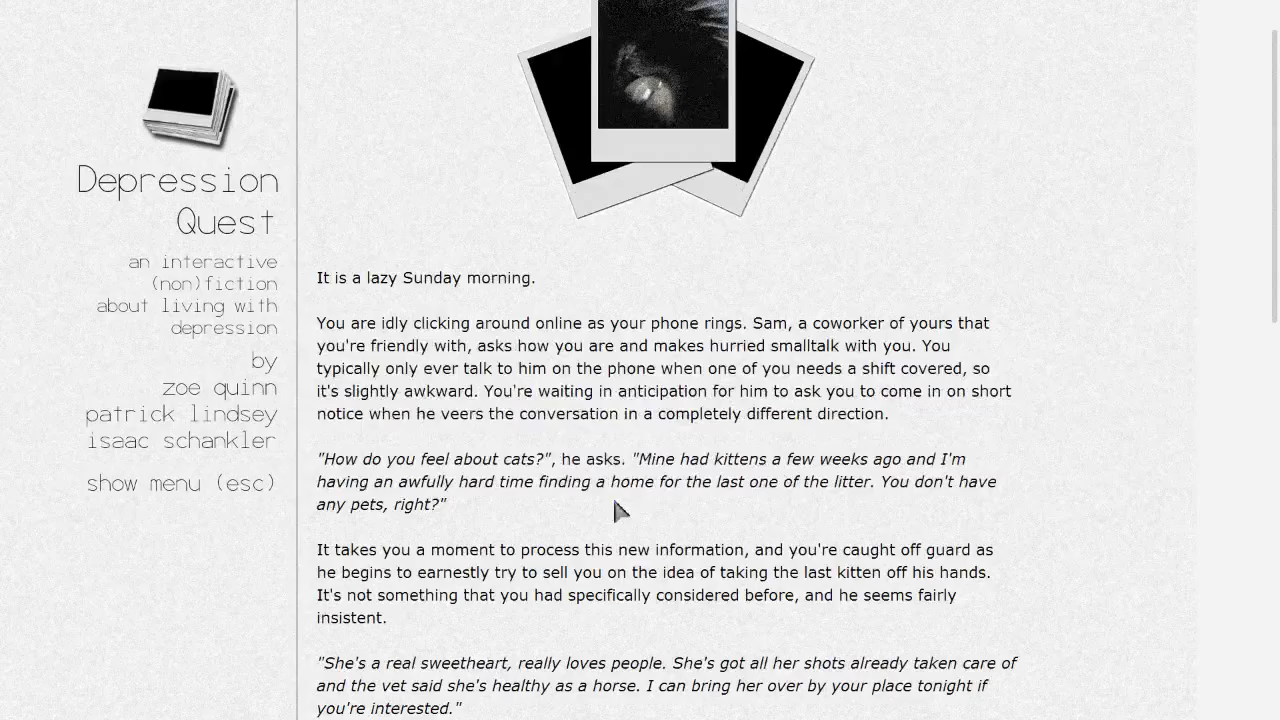 Depression
Quest
an interactive
(non)fiction
about living with
depression
by
zoe quinn
patrick lindsey
isaac schankler
show menu (esc)
It is a lazy Sunday morning.
You are idly clicking around online as your phone rings. Sam, a coworker of yours that
you're friendly with, asks how you are and makes hurried smalltalk with you. You
typically only ever talk to him on the phone when one of you needs a shift covered, so
it's slightly awkward. You're waiting in anticipation for him to ask you to come in on short
notice when he veers the conversation in a completely different direction.
"How do you feel about cats?", he asks. "Mine had kittens a few weeks ago and I'm
having an awfully hard time finding a home for the last one of the litter. You don't have
any pets, right?"
It takes you a moment to process this new information, and you're caught off guard as
he begins to earnestly try to sell you on the idea of taking the last kitten off his hands.
It's not something that you had specifically considered before, and he seems fairly
insistent.
"She's a real sweetheart, really loves people. She's got all her shots already taken care of
and the vet said she's healthy as a horse. I can bring her over by your place tonight if
you're interested."